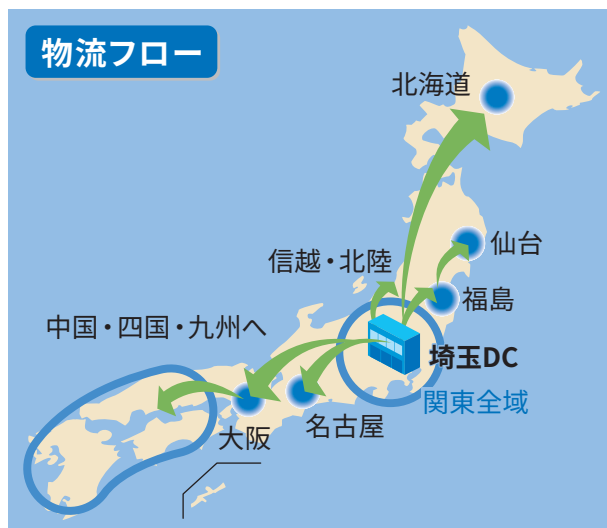 物流フロー
北海道
仙台
信越・北陸
福島
中国・四国・九州へ
埼玉DC
関東全域
名古屋
大阪